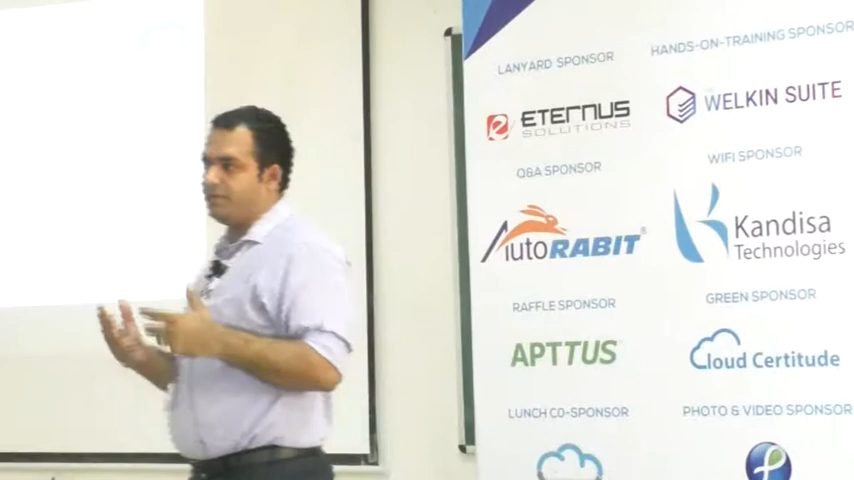 LANYARD SPONSOR
HANDS-ON-TRAINING SPONSOR
ETERNUS
SOLUTIONS
WELKIN SUITE
Q&A SPONSOR
WIFI SPONSOR
AutoRABIT
Kandisa
Technologies
RAFFLE SPONSOR
GREEN SPONSOR
APTTUS
Cloud Certitude
LUNCH CO-SPONSOR
PHOTO & VIDEO SPONSOR